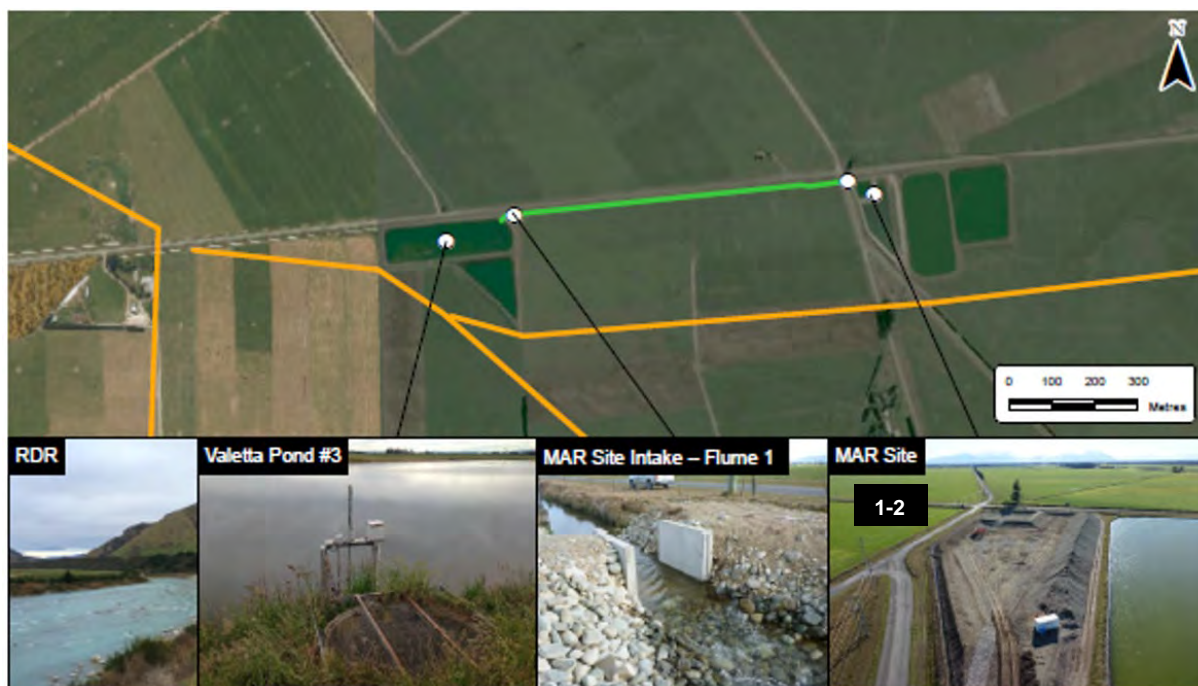 N
0 100 200 300
Metres
RDR
Valetta Pond #3
MAR Site Intake – Flume 1
MAR Site
1-2